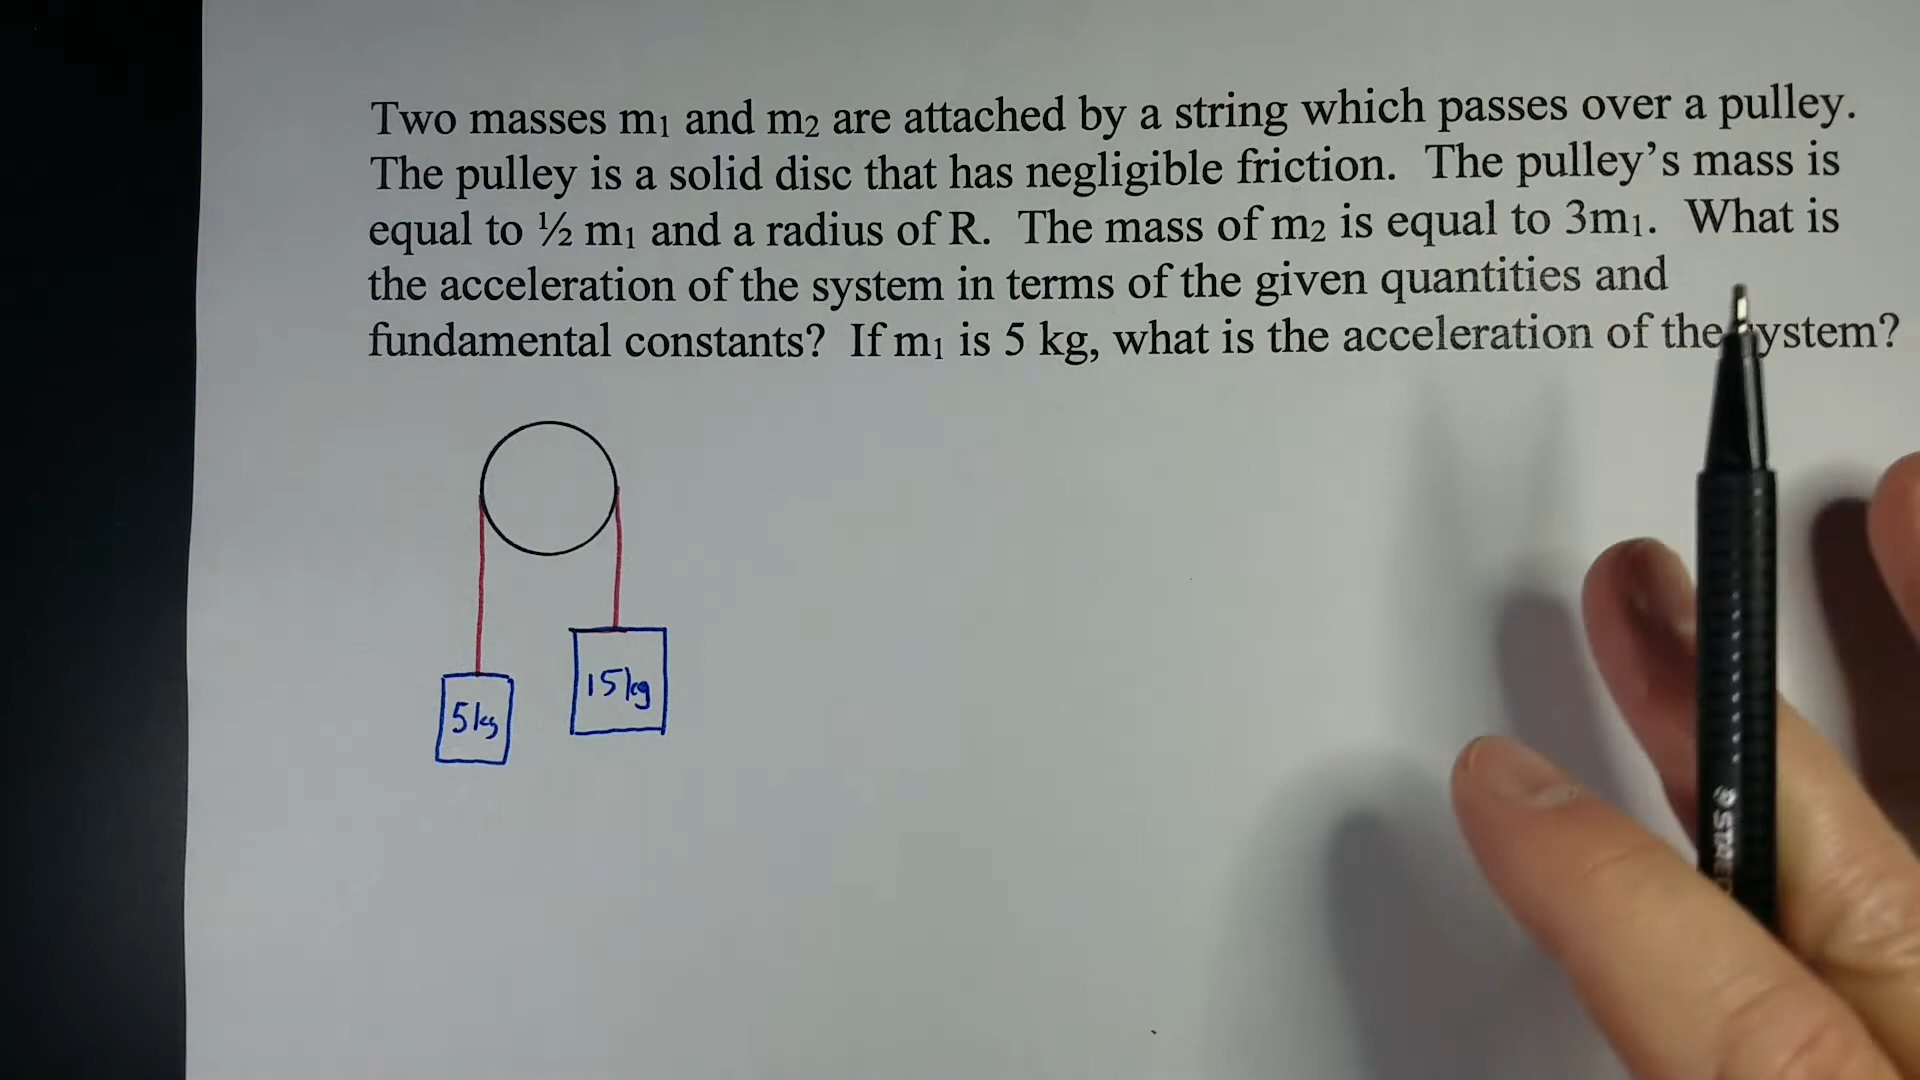 Two masses m₁ and m₂ are attached by a string which passes over a pulley.
The pulley is a solid disc that has negligible friction. The pulley’s mass is
equal to ½ m₁ and a radius of R. The mass of m₂ is equal to 3m₁. What is
the acceleration of the system in terms of the given quantities and
fundamental constants? If m₁ is 5 kg, what is the acceleration of the system?
15kg
5kg